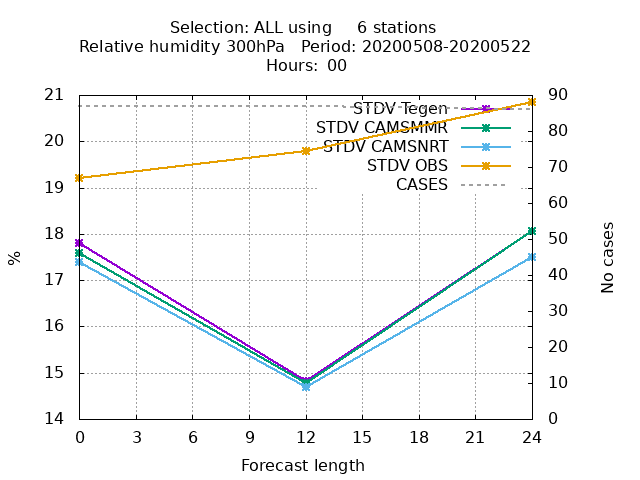 Selection: ALL using 6 stations
Relative humidity 300hPa Period: 20200508-20200522
Hours: 00
21 90
STDV Tegen
STDV CAMSMMR
80
20
STDV CAMSNRT
STDV OBS
70
19
CASES
60
18
50
%
No cases
17
40
30
16
20
15
10
14 0
0 3 6 9 12 15 18 21 24
Forecast length